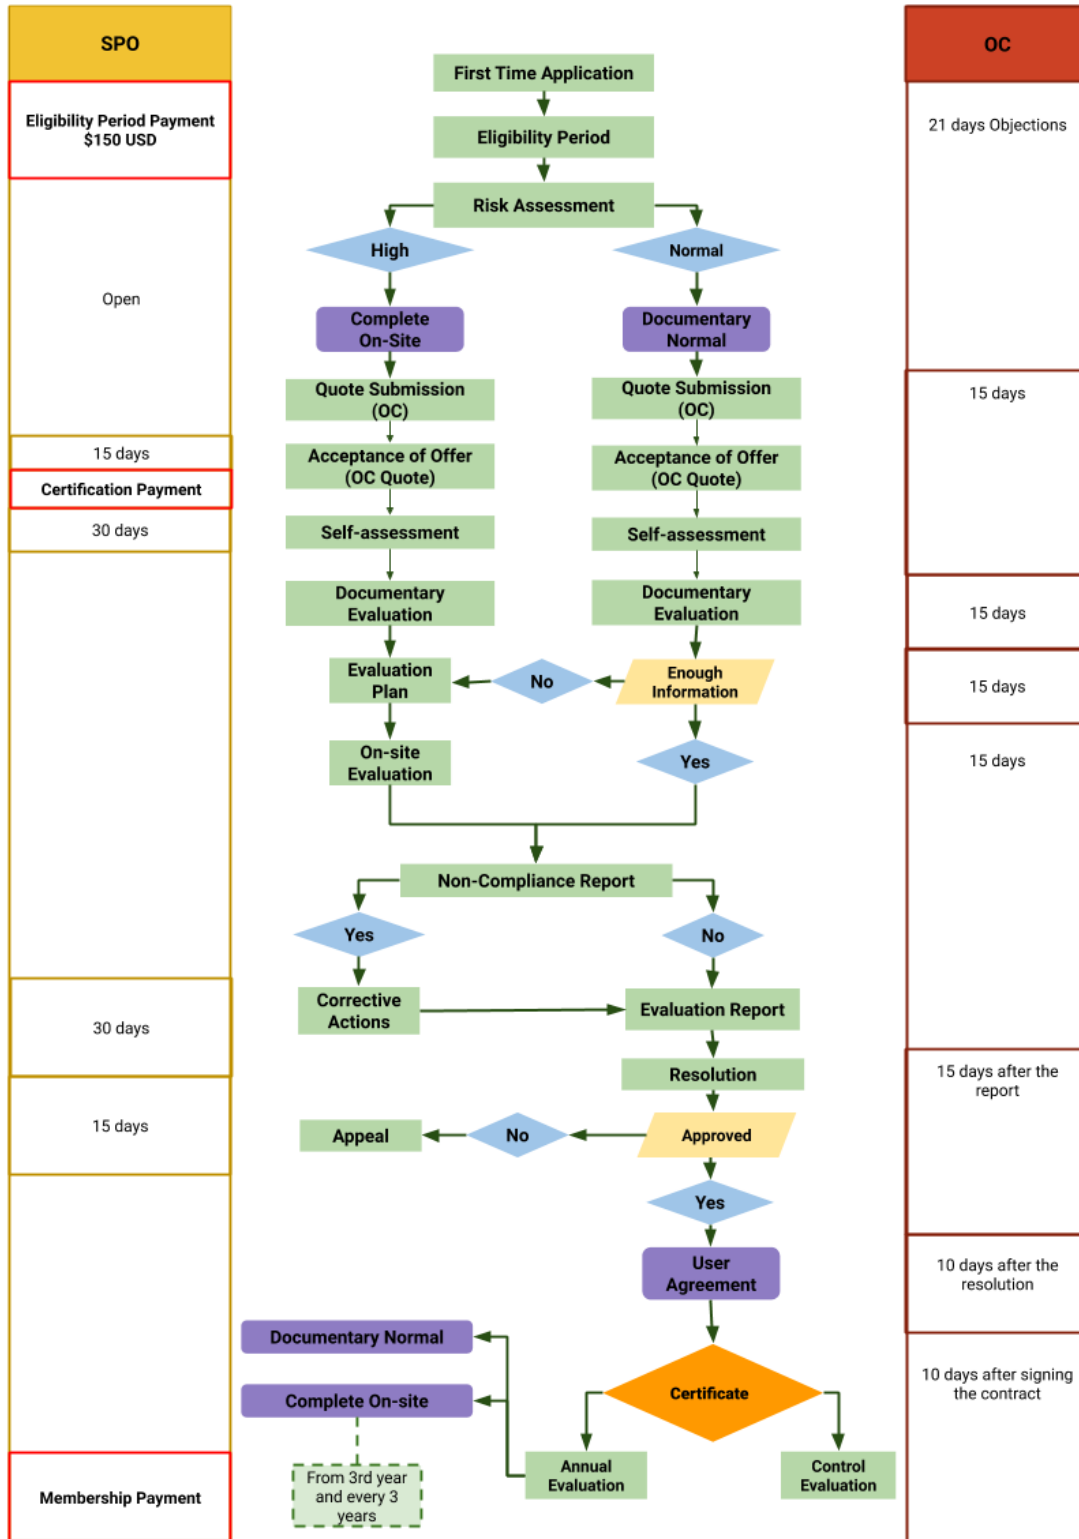 SPO
OC
First Time Application
Eligibility Period Payment
$150 USD
21 days Objections
Eligibility Period
Risk Assessment
High
Normal
Open
Complete
On-Site
Documentary
Normal
Quote Submission
(OC)
Quote Submission
(OC)
15 days
15 days
Acceptance of Offer
(OC Quote)
Acceptance of Offer
(OC Quote)
Certification Payment
30 days
Self-assessment
Self-assessment
Documentary
Evaluation
Documentary
Evaluation
15 days
Evaluation
Plan
No
Enough
Information
15 days
On-site
Evaluation
Yes
15 days
Non-Compliance Report
Yes
No
Corrective
Actions
Evaluation Report
30 days
Resolution
15 days after the
report
15 days
Appeal
No
Approved
Yes
User
Agreement
10 days after the
resolution
Documentary Normal
Complete On-site
Certificate
10 days after signing
the contract
From 3rd year
and every 3
years
Annual
Evaluation
Control
Evaluation
Membership Payment